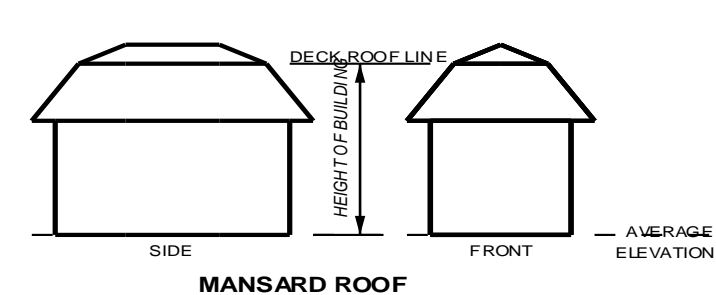 DECK ROOF LINE
HEIGHT OF BUILDING
AVERAGE
ELEVATION
SIDE
FRONT
MANSARD ROOF